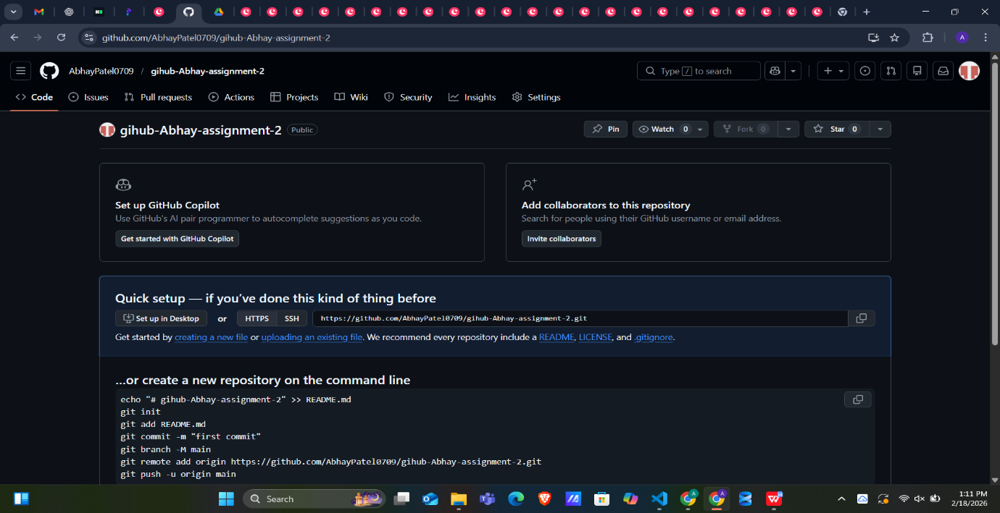 github.com/AbhayPatel0709/gihub-Abhay-assignment-2
A
AbhayPatel0709 / gihub-Abhay-assignment-2
Type / to search
Code Issues Pull requests Actions Projects Wiki Security Insights Settings
gihub-Abhay-assignment-2 Public
Pin Watch 0 Fork 0 Star 0
Set up GitHub Copilot
Use GitHub's AI pair programmer to autocomplete suggestions as you code.
Get started with GitHub Copilot
Add collaborators to this repository
Search for people using their GitHub username or email address.
Invite collaborators
Quick setup — if you've done this kind of thing before
Set up in Desktop or HTTPS SSH https://github.com/AbhayPatel0709/gihub-Abhay-assignment-2.git
Get started by creating a new file or uploading an existing file. We recommend every repository include a README, LICENSE, and .gitignore.
...or create a new repository on the command line
echo "# gihub-Abhay-assignment-2" >> README.md
git init
git add README.md
git commit -m "first commit"
git branch -M main
git remote add origin https://github.com/AbhayPatel0709/gihub-Abhay-assignment-2.git
git push -u origin main
Search
1:11 PM
2/18/2026